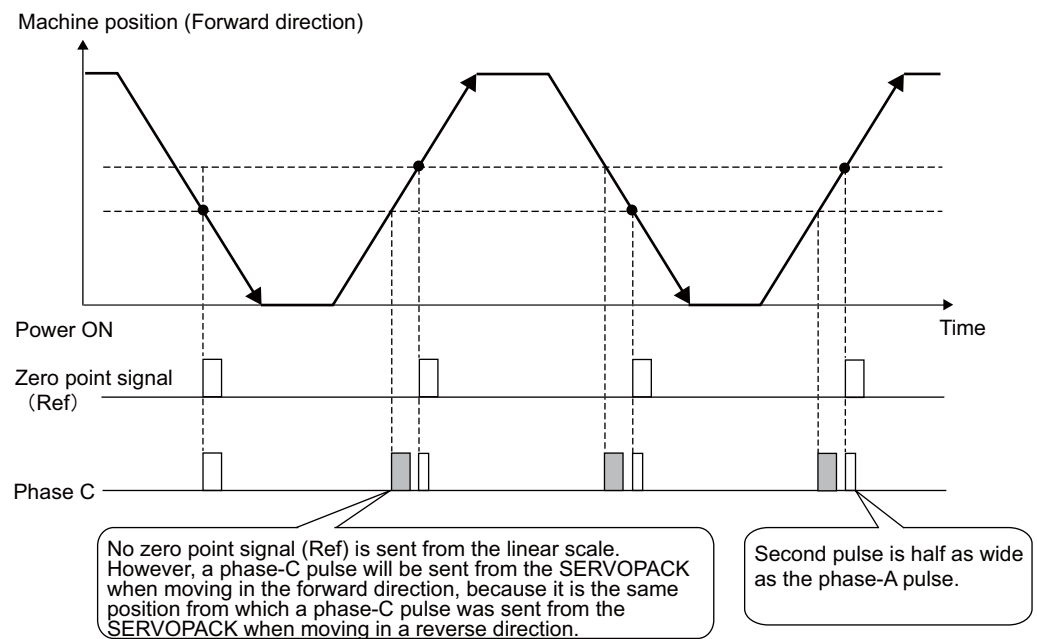 Machine position (Forward direction)
Power ON
Time
Zero point signal
（Ref）
Phase C
No zero point signal (Ref) is sent from the linear scale.
However, a phase-C pulse will be sent from the SERVOPACK
when moving in the forward direction, because it is the same
position from which a phase-C pulse was sent from the
SERVOPACK when moving in a reverse direction.
Second pulse is half as wide
as the phase-A pulse.